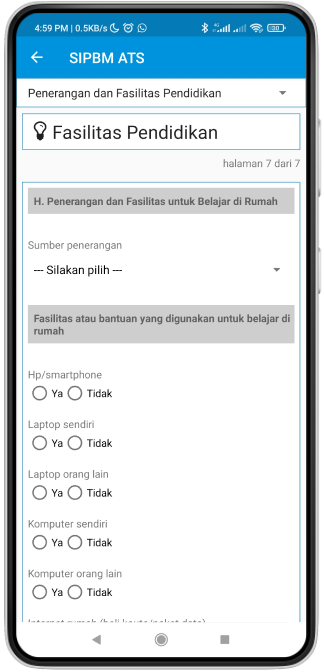 4:59 PM | 0.5KB/s
SIPBM ATS
Penerangan dan Fasilitas Pendidikan
Fasilitas Pendidikan
halaman 7 dari 7
H. Penerangan dan Fasilitas untuk Belajar di Rumah
Sumber penerangan
--- Silakan pilih ---
Fasilitas atau bantuan yang digunakan untuk belajar di
rumah
Hp/smartphone
Ya Tidak
Laptop sendiri
Ya Tidak
Laptop orang lain
Ya Tidak
Komputer sendiri
Ya Tidak
Komputer orang lain
Ya Tidak